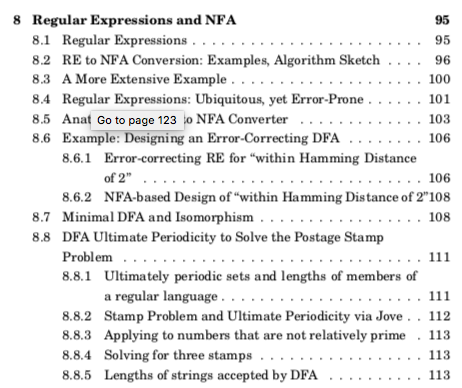 8 Regular Expressions and NFA 95
8.1 Regular Expressions . . . . . . . . . . . . . . . . . . . . . . . 95
8.2 RE to NFA Conversion: Examples, Algorithm Sketch . . . 96
8.3 A More Extensive Example . . . . . . . . . . . . . . . . . . . 100
8.4 Regular Expressions: Ubiquitous, yet Error-Prone . . . . . 101
8.5 Anat Go to page 123 to NFA Converter . . . . . . . . . . . . 103
8.6 Example: Designing an Error-Correcting DFA . . . . . . . 106
8.6.1 Error-correcting RE for “within Hamming Distance
of 2” . . . . . . . . . . . . . . . . . . . . . . . . . . 106
8.6.2 NFA-based Design of “within Hamming Distance of 2”108
8.7 Minimal DFA and Isomorphism . . . . . . . . . . . . . . . . 108
8.8 DFA Ultimate Periodicity to Solve the Postage Stamp
Problem . . . . . . . . . . . . . . . . . . . . . . . . . . . . 111
8.8.1 Ultimately periodic sets and lengths of members of
a regular language . . . . . . . . . . . . . . . . . . . 111
8.8.2 Stamp Problem and Ultimate Periodicity via Jove . . 112
8.8.3 Applying to numbers that are not relatively prime . 113
8.8.4 Solving for three stamps . . . . . . . . . . . . . . . 113
8.8.5 Lengths of strings accepted by DFA . . . . . . . . . 113